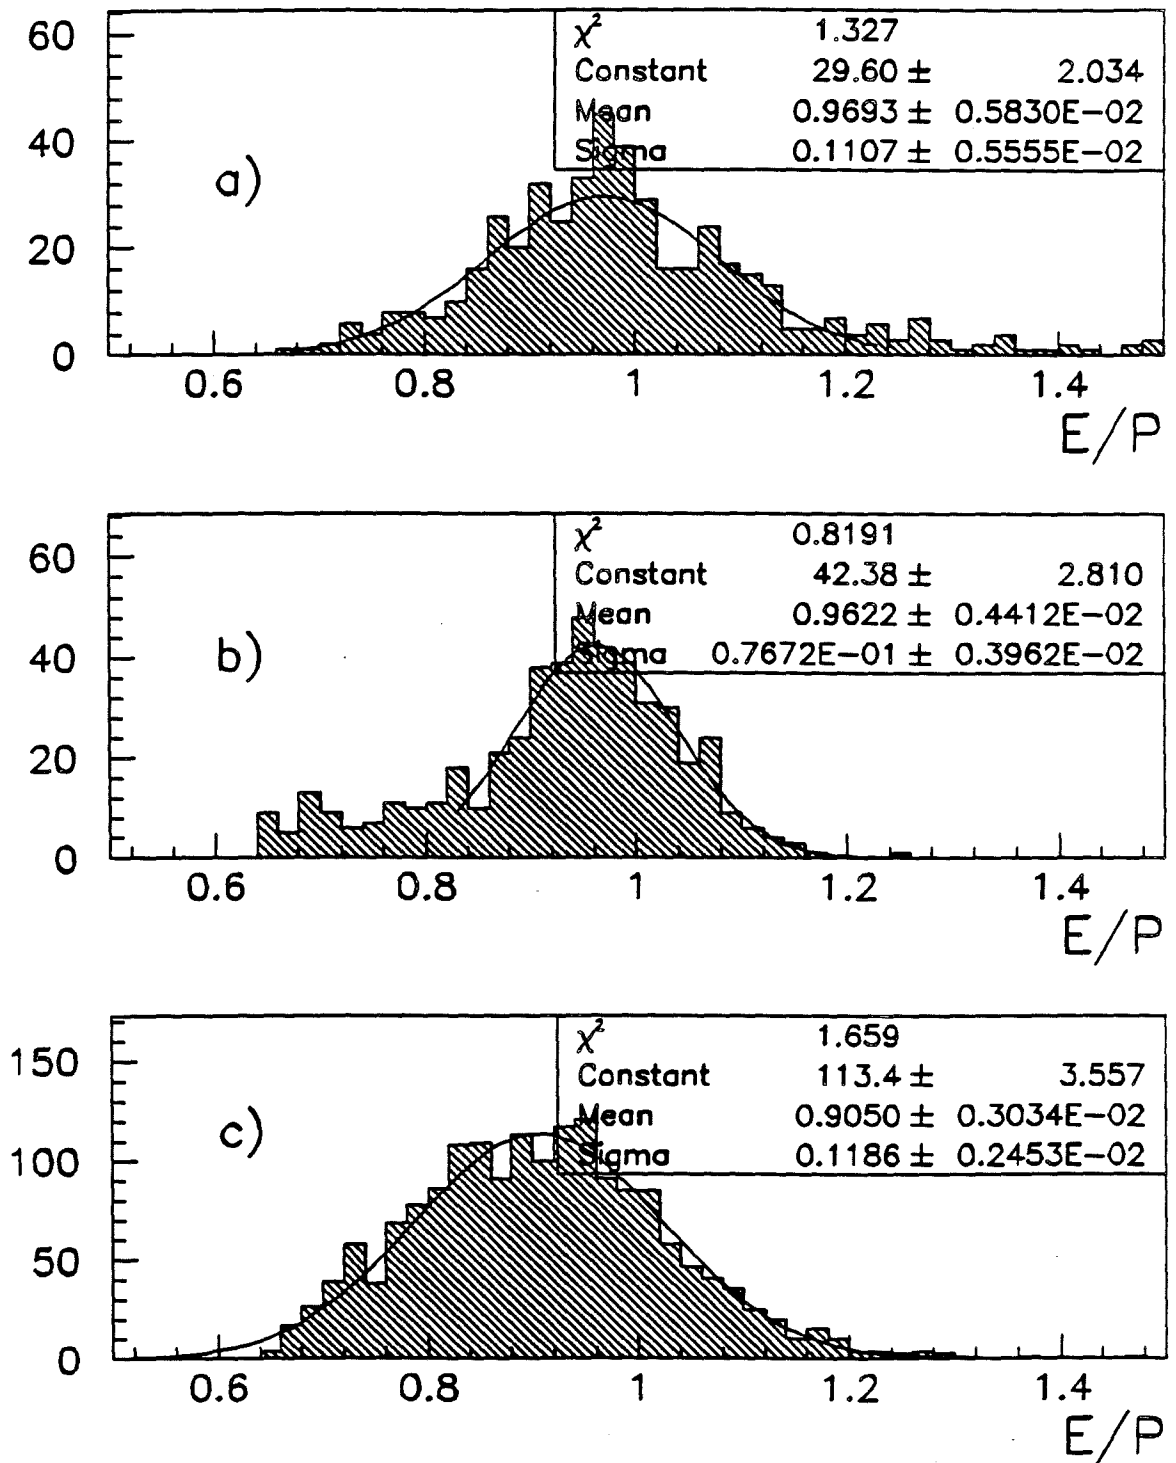 60
40
20
0
a)
χ² 1.327
Constant 29.60 ± 2.034
Mean 0.9693 ± 0.5830E-02
Sigma 0.1107 ± 0.5555E-02
0.6 0.8 1 1.2 1.4
E/P
60
40
20
0
b)
χ² 0.8191
Constant 42.38 ± 2.810
Mean 0.9622 ± 0.4412E-02
Sigma 0.7672E-01 ± 0.3962E-02
0.6 0.8 1 1.2 1.4
E/P
150
100
50
0
c)
χ² 1.659
Constant 113.4 ± 3.557
Mean 0.9050 ± 0.3034E-02
Sigma 0.1186 ± 0.2453E-02
0.6 0.8 1 1.2 1.4
E/P